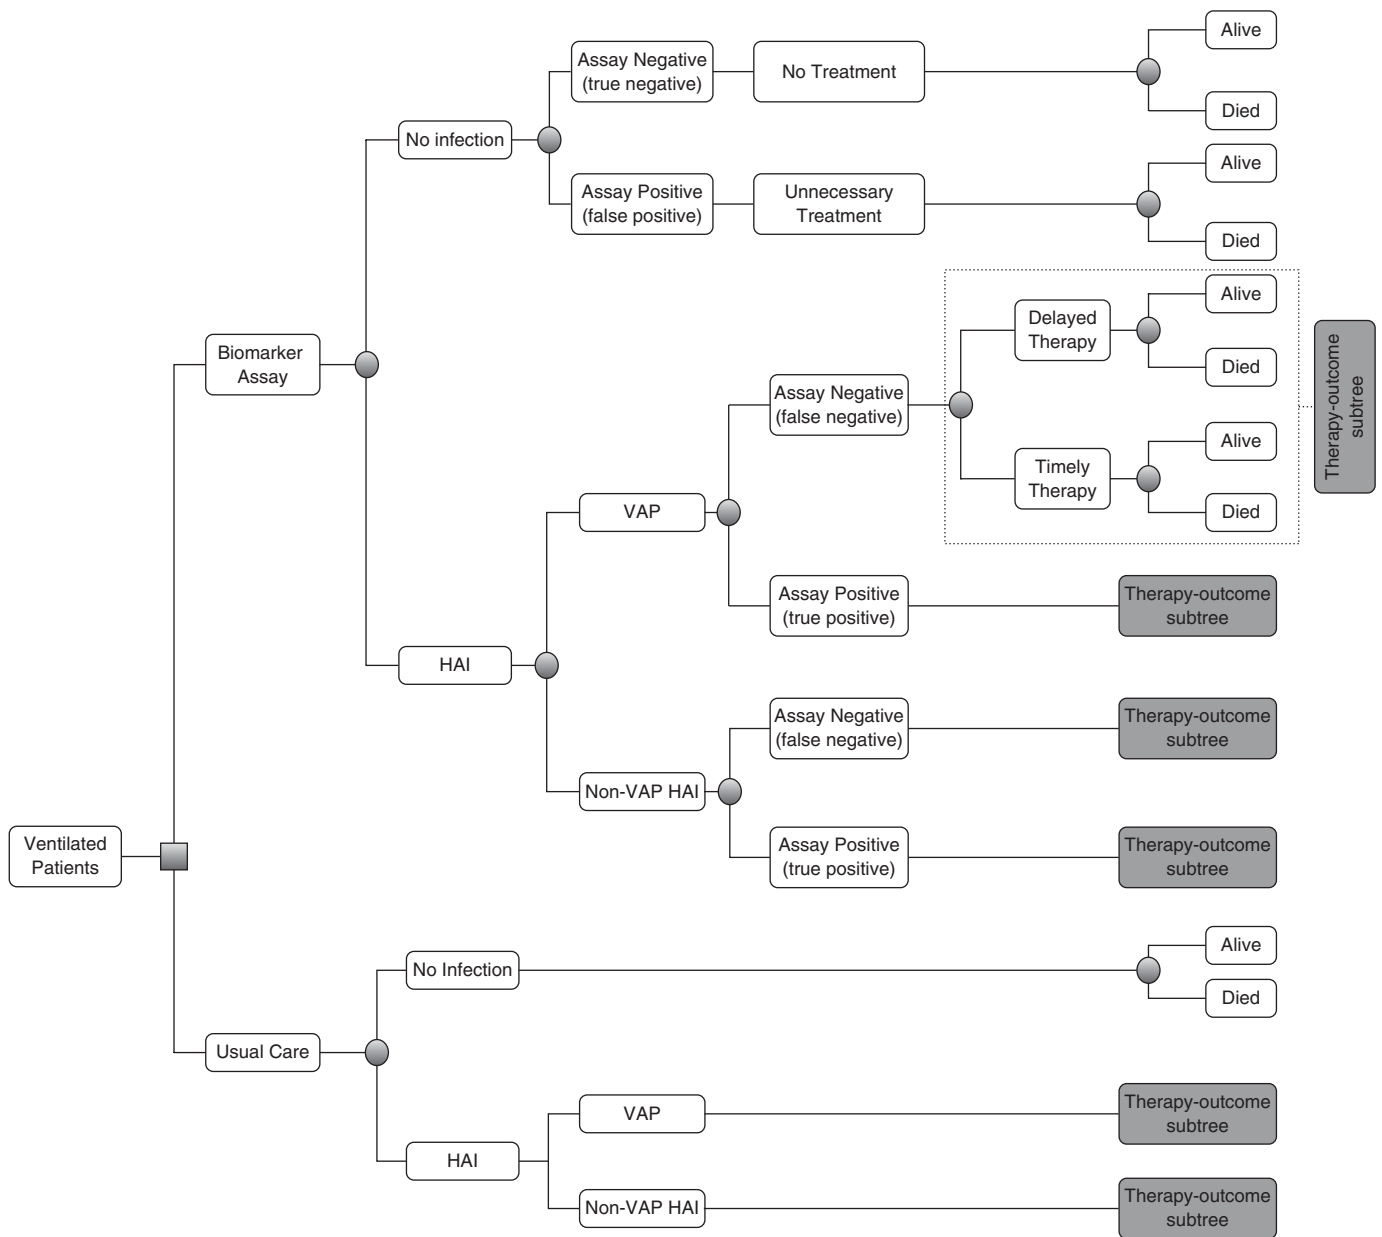 Alive
Assay Negative
(true negative)
No Treatment
Died
No infection
Alive
Assay Positive
(false positive)
Unnecessary
Treatment
Died
Alive
Delayed
Therapy
Biomarker
Assay
Died
Therapy-outcome
subtree
Assay Negative
(false negative)
Alive
Timely
Therapy
VAP
Died
Assay Positive
(true positive)
Therapy-outcome
subtree
HAI
Assay Negative
(false negative)
Therapy-outcome
subtree
Non-VAP HAI
Ventilated
Patients
Assay Positive
(true positive)
Therapy-outcome
subtree
Alive
No Infection
Died
Usual Care
VAP
Therapy-outcome
subtree
HAI
Non-VAP HAI
Therapy-outcome
subtree